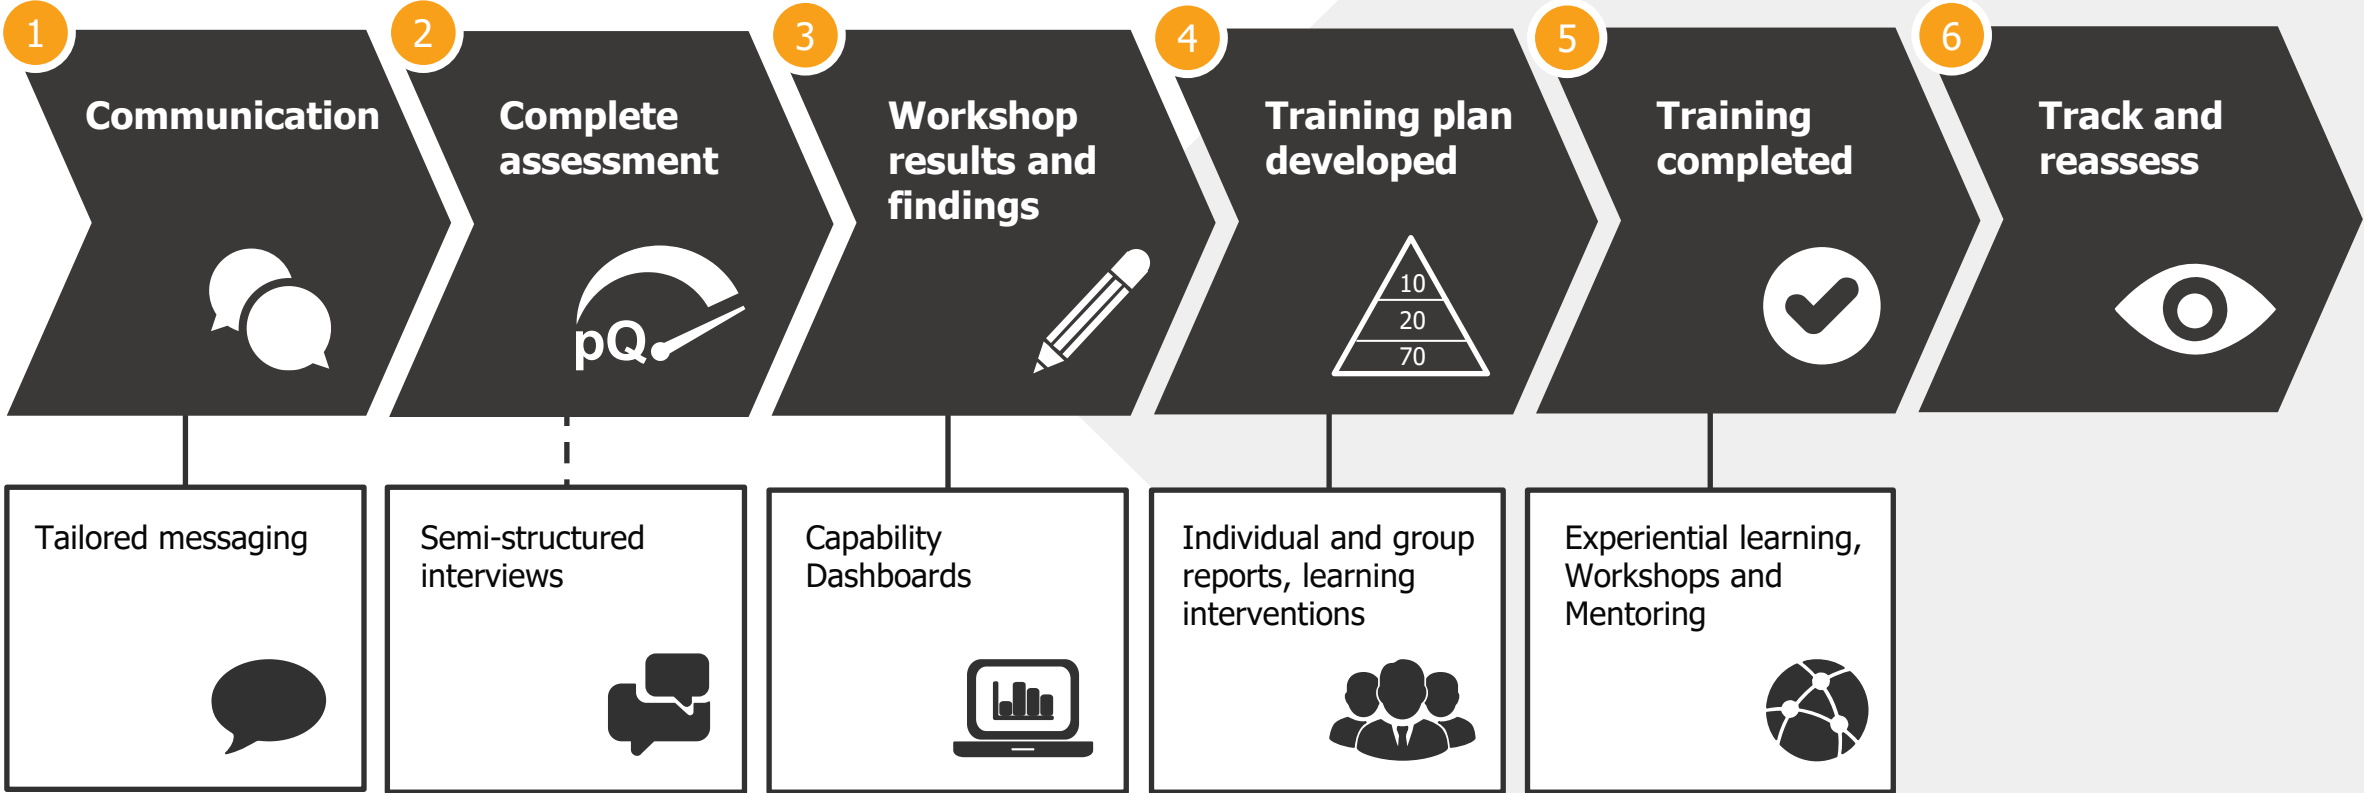 1
Communication
2
Complete
assessment
pQ
3
Workshop
results and
findings
4
Training plan
developed
10
20
70
5
Training
completed
6
Track and
reassess
Tailored messaging
Semi-structured
interviews
Capability
Dashboards
Individual and group
reports, learning
interventions
Experiential learning,
Workshops and
Mentoring